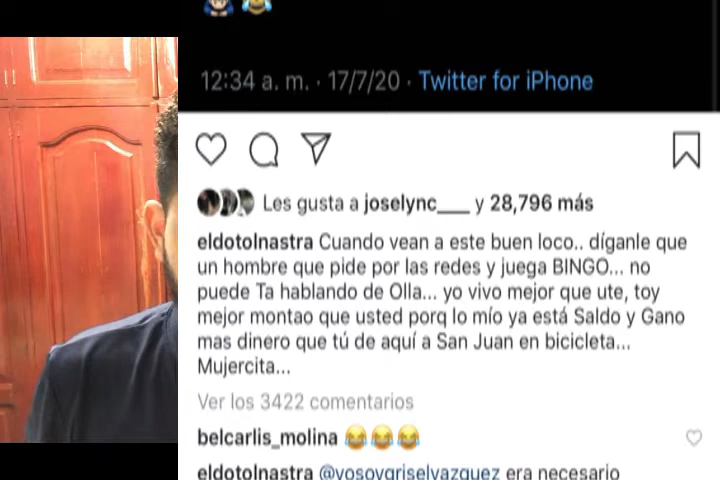 12:34 a. m. · 17/7/20 · Twitter for iPhone
Les gusta a joselync___ y 28,796 más
eldotolnastra Cuando vean a este buen loco.. díganle que
un hombre que pide por las redes y juega BINGO... no
puede Ta hablando de Olla... yo vivo mejor que ute, toy
mejor montao que usted porq lo mío ya está Saldo y Gano
mas dinero que tú de aquí a San Juan en bicicleta...
Mujercita...
Ver los 3422 comentarios
belcarlis_molina 😂😂😂
eldotolnastra @yosoygriselvazquez era necesario